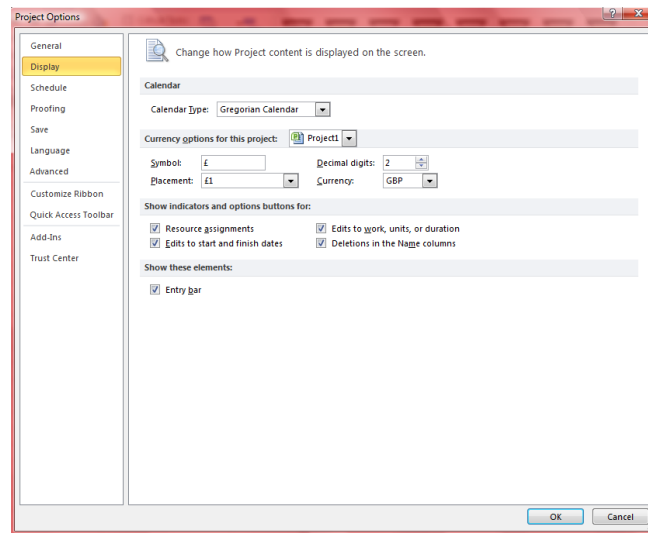 Project Options
General
Display
Schedule
Proofing
Save
Language
Advanced
Customize Ribbon
Quick Access Toolbar
Add-Ins
Trust Center
Change how Project content is displayed on the screen.
Calendar
Calendar Type: Gregorian Calendar
Currency options for this project: Project1
Symbol: £ Decimal digits: 2
Placement: £1 Currency: GBP
Show indicators and options buttons for:
Resource assignments Edits to work, units, or duration
Edits to start and finish dates Deletions in the Name columns
Show these elements:
Entry bar
OK Cancel